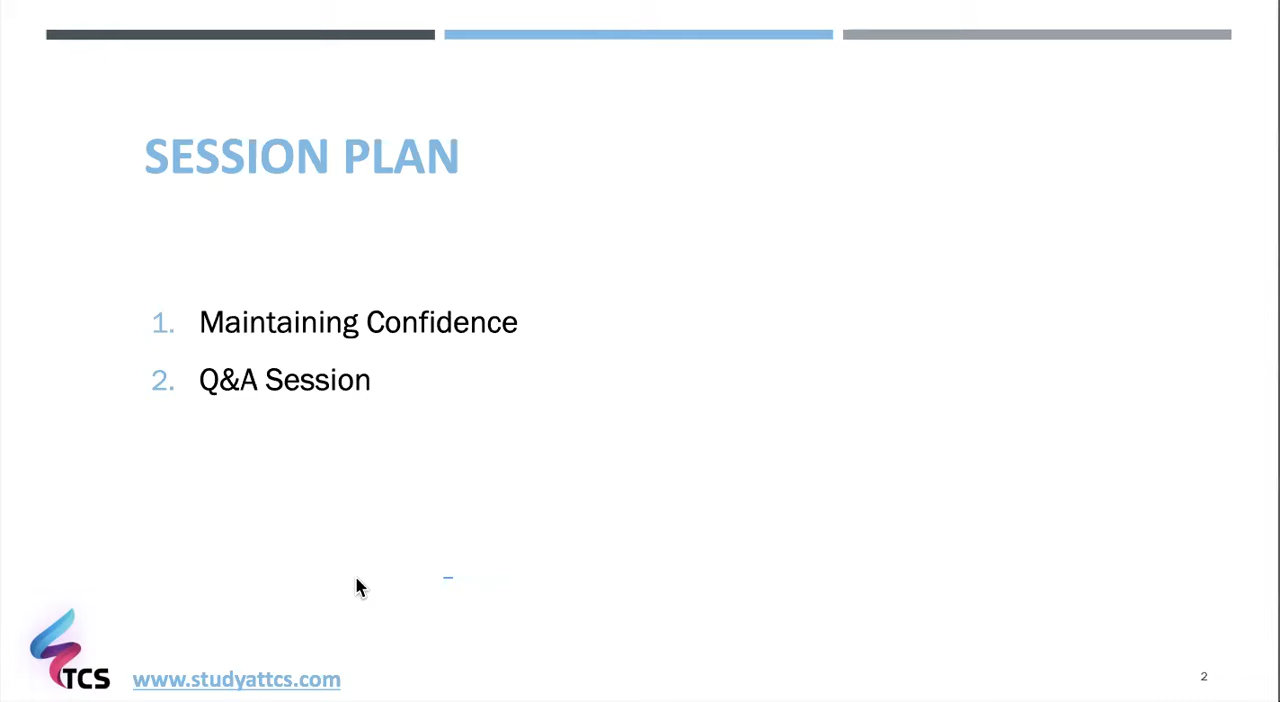 SESSION PLAN
1. Maintaining Confidence
2. Q&A Session
TCS
www.studyattcs.com
2